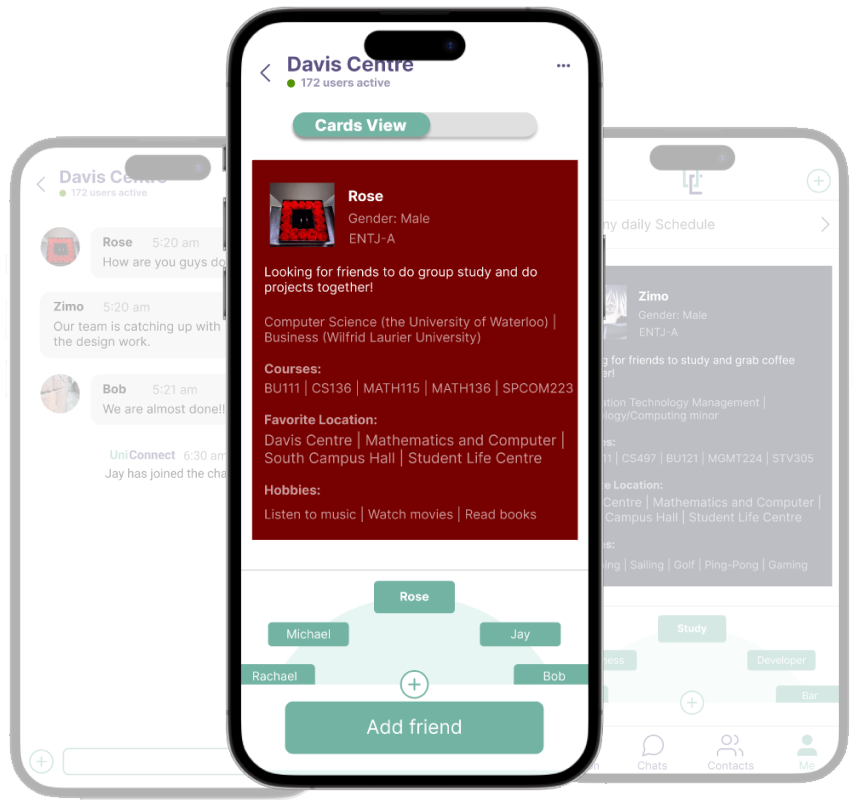 Davis Centre
172 users active
Rose 5:20 am
How are you guys do
Zimo 5:20 am
Our team is catching up with
the design work.
Bob 5:21 am
We are almost done!!
UniConnect 6:30 am
Jay has joined the cha
Davis Centre
172 users active
Cards View
Rose
Gender: Male
ENTJ-A
Looking for friends to do group study and do
projects together!
Computer Science (the University of Waterloo) |
Business (Wilfrid Laurier University)
Courses:
BU111 | CS136 | MATH115 | MATH136 | SPCOM223
Favorite Location:
Davis Centre | Mathematics and Computer |
South Campus Hall | Student Life Centre
Hobbies:
Listen to music | Watch movies | Read books
Rose
Michael
Jay
Rachael
Bob
Add friend
my daily Schedule
Zimo
Gender: Male
ENTJ-A
g for friends to study and grab coffee
er!
ation Technology Management |
ology/Computing minor
es:
11 | CS497 | BU121 | MGMT224 | STV305
e Location:
Centre | Mathematics and Computer |
Campus Hall | Student Life Centre
es:
ing | Sailing | Golf | Ping-Pong | Gaming
Study
ness
Developer
Bar
n
Chats
Contacts
Me